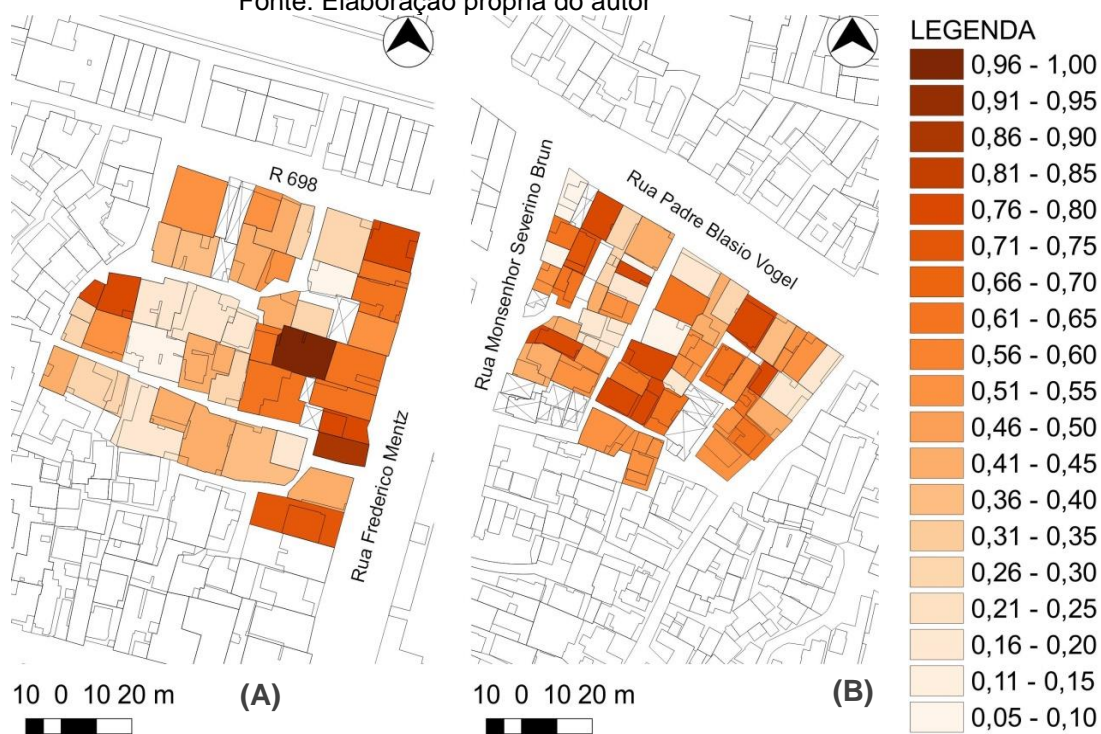 Fonte: Elaboração própria do autor
R 698
Rua Frederico Mentz
10 0 10 20 m
(A)
Rua Monsenhor Severino Brun
Rua Padre Blasio Vogel
10 0 10 20 m
(B)
LEGENDA
0,96 - 1,00
0,91 - 0,95
0,86 - 0,90
0,81 - 0,85
0,76 - 0,80
0,71 - 0,75
0,66 - 0,70
0,61 - 0,65
0,56 - 0,60
0,51 - 0,55
0,46 - 0,50
0,41 - 0,45
0,36 - 0,40
0,31 - 0,35
0,26 - 0,30
0,21 - 0,25
0,16 - 0,20
0,11 - 0,15
0,05 - 0,10